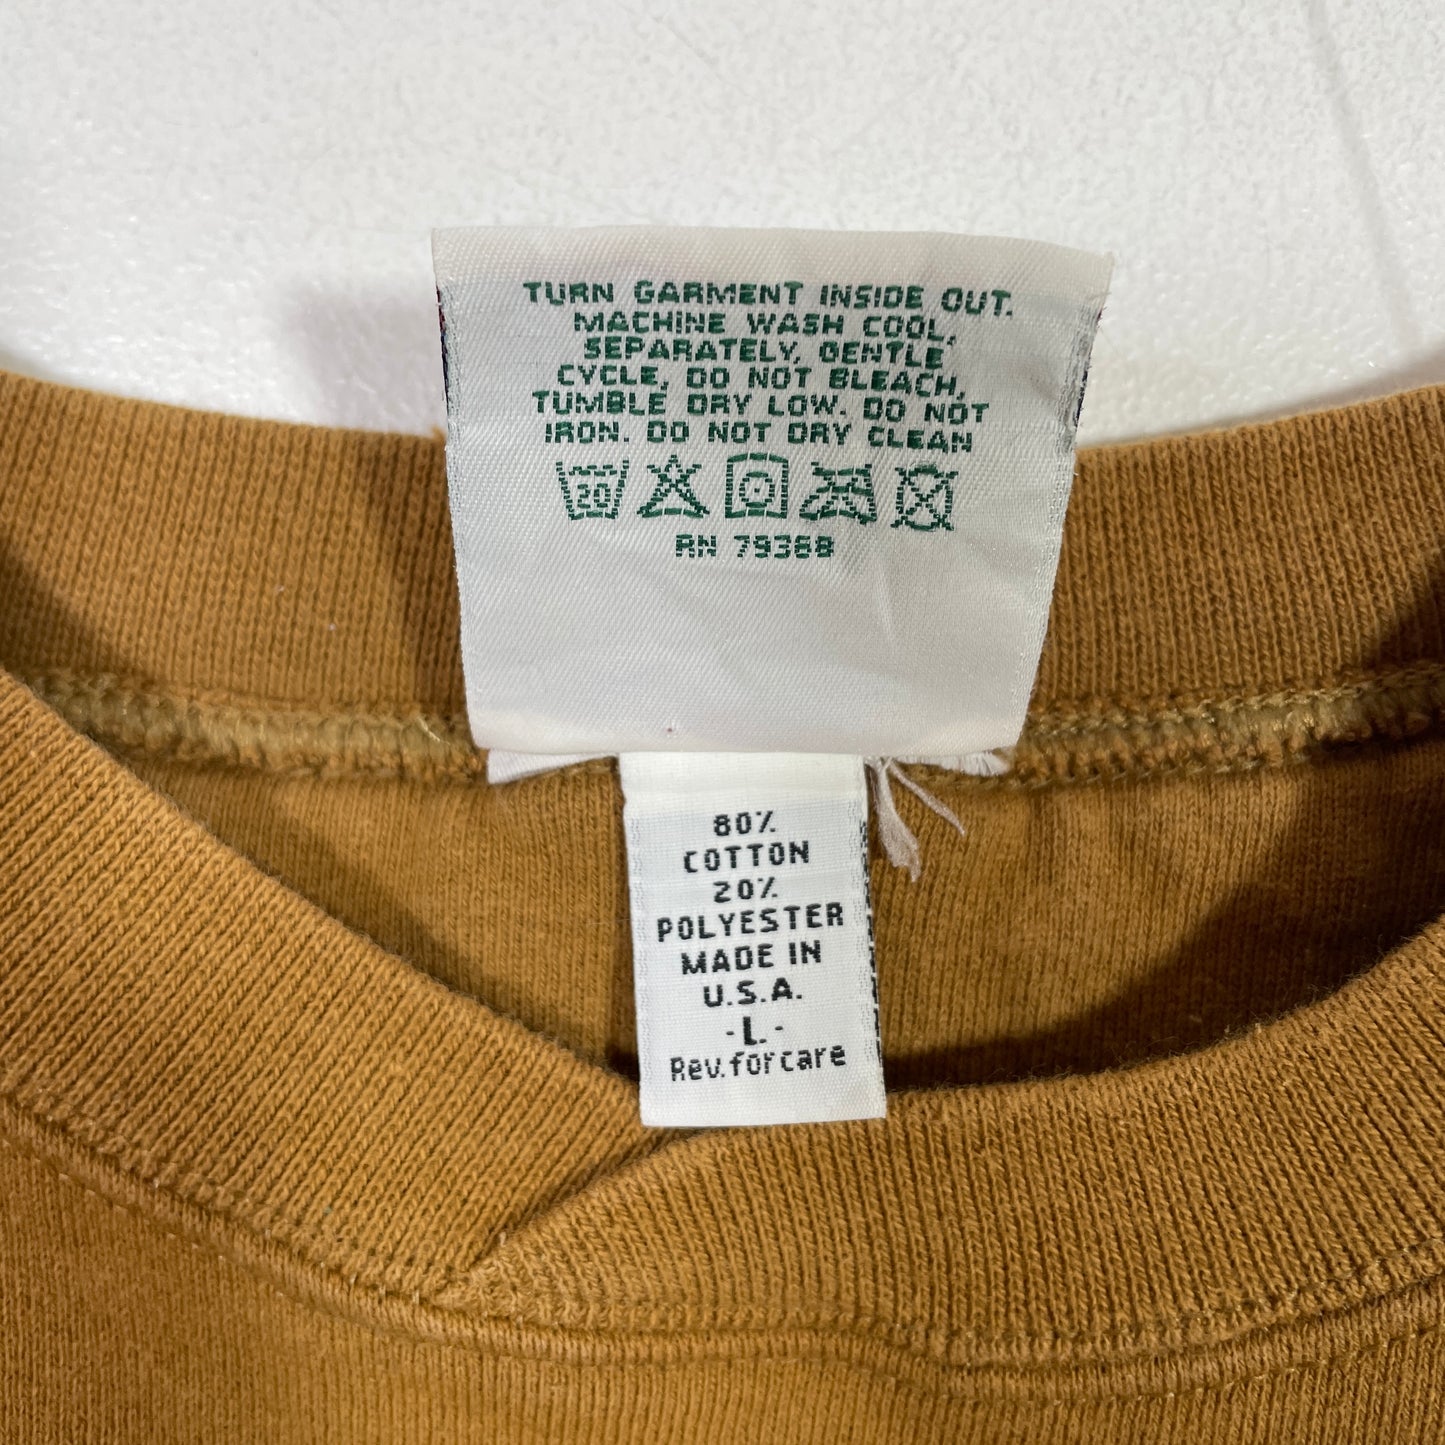 TURN GARMENT INSIDE OUT.
MACHINE WASH COOL,
SEPARATELY, GENTLE
CYCLE, DO NOT BLEACH,
TUMBLE DRY LOW. DO NOT
IRON. DO NOT DRY CLEAN
20
RN 79388
80%
COTTON
20%
POLYESTER
MADE IN
U.S.A.
-L-
Rev.for care